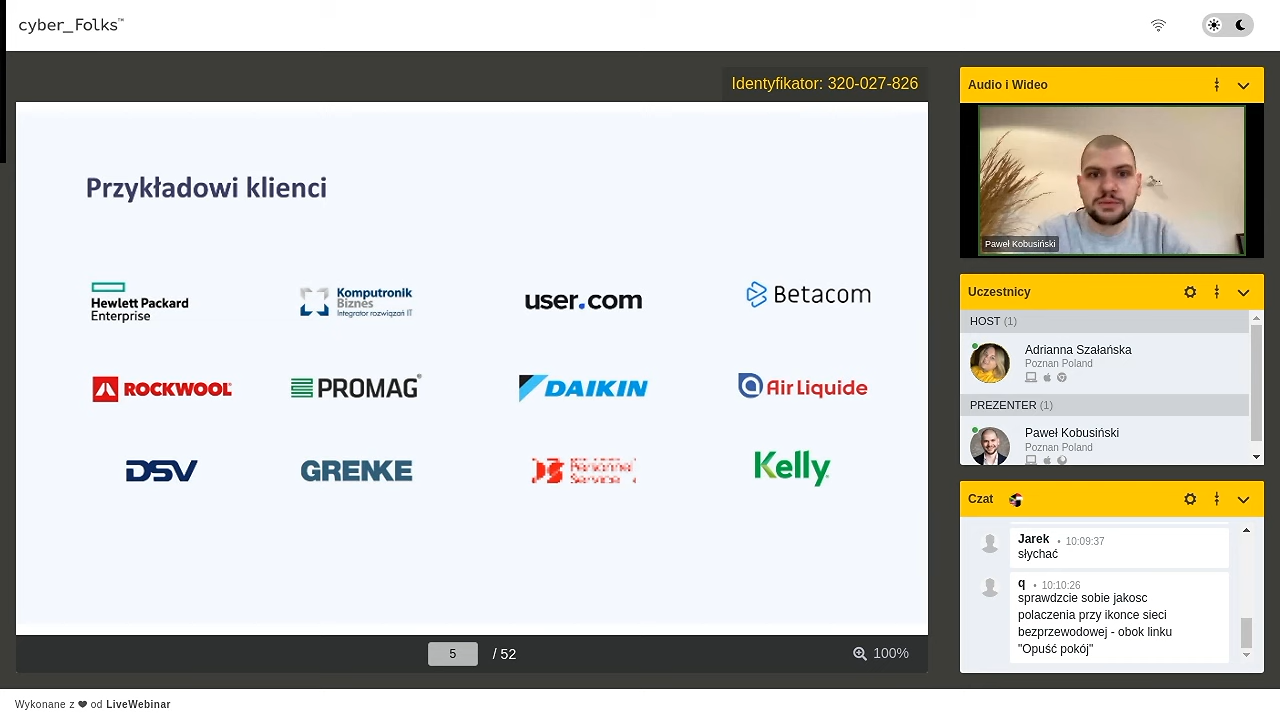 cyber_Folks™
Identyfikator: 320-027-826
Przykładowi klienci
Hewlett Packard
Enterprise
Komputronik
Biznes
Integrator rozwiązań IT
user.com
Betacom
ROCKWOOL
PROMAG®
DAIKIN
Air Liquide
DSV
GRENKE
Personnel
Service
Kelly
5 / 52
100%
Audio i Wideo
Paweł Kobusiński
Uczestnicy
HOST (1)
Adrianna Szałańska
Poznan Poland
PREZENTER (1)
Paweł Kobusiński
Poznan Poland
Czat
Jarek • 10:09:37
słychać
q • 10:10:26
sprawdzcie sobie jakosc
polaczenia przy ikonce sieci
bezprzewodowej - obok linku
"Opuść pokój"
Wykonane z ❤ od LiveWebinar